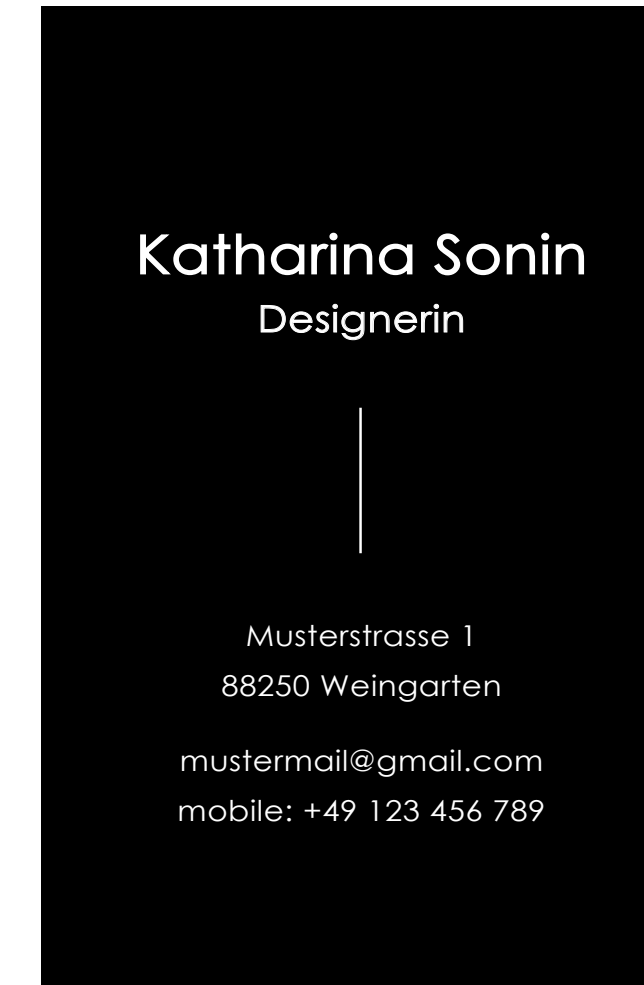 Katharina Sonin
Designerin
Musterstrasse 1
88250 Weingarten
mustermail@gmail.com
mobile: +49 123 456 789